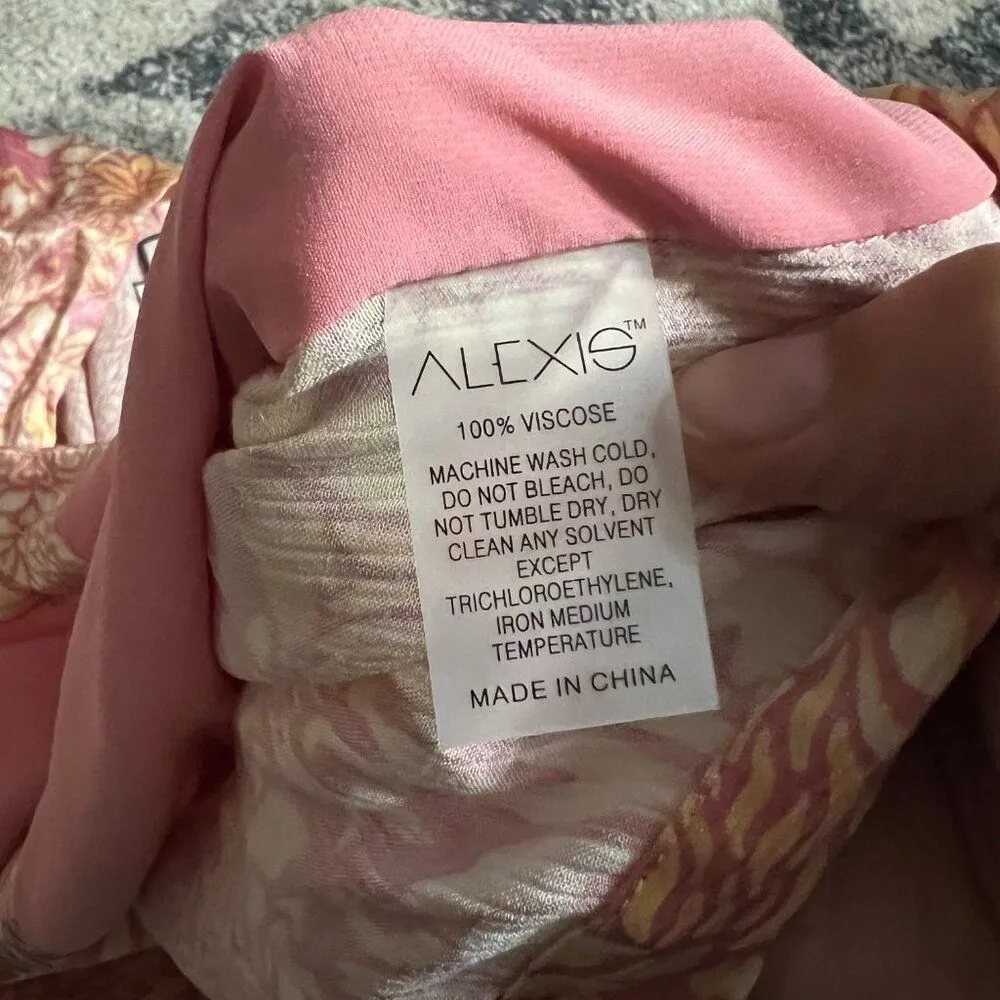 ALEXIS™
100% VISCOSE
MACHINE WASH COLD,
DO NOT BLEACH, DO
NOT TUMBLE DRY, DRY
CLEAN ANY SOLVENT
EXCEPT
TRICHLOROETHYLENE,
IRON MEDIUM
TEMPERATURE
MADE IN CHINA